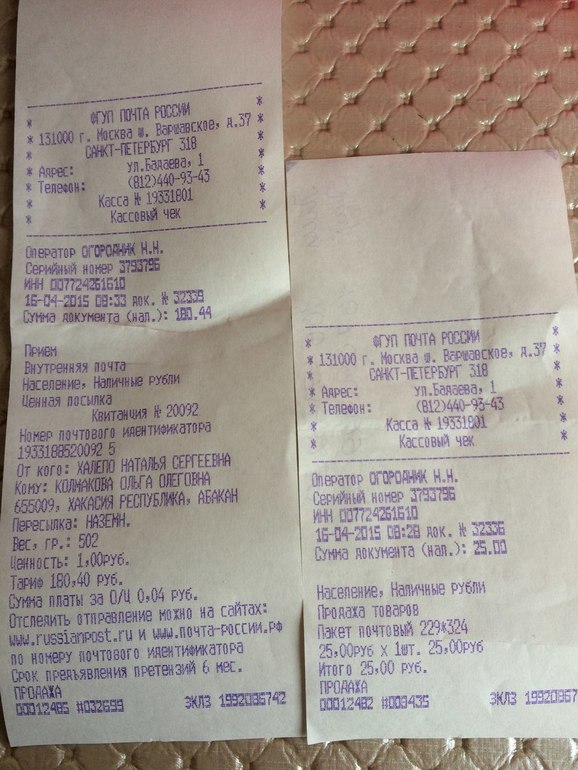 ФГУП ПОЧТА РОССИИ
* 131000 г. Москва ш. Варшавское, д.37 *
* САНКТ-ПЕТЕРБУРГ 318 *
* Адрес: ул.Бадаева, 1 *
* Телефон: (812)440-93-43 *
* Касса № 19331801 *
* Кассовый чек *
Оператор ОГОРОДНИК Н.Н.
Серийный номер 3793796
ИНН 007724261610
16-04-2015 08:33 док. № 32339
Сумма документа (нал.): 180.44
Прием
Внутренняя почта
Население, Наличные рубли
Ценная посылка
Квитанция № 20092
Номер почтового идентификатора
1933188520092 5
От кого: ХАЛЕПО НАТАЛЬЯ СЕРГЕЕВНА
Кому: КОЛМАКОВА ОЛЬГА ОЛЕГОВНА
655009, ХАКАСИЯ РЕСПУБЛИКА, АБАКАН
Пересылка: НАЗЕМН.
Вес, гр.: 502
Ценность: 1,00руб.
Тариф 180,40 руб.
Сумма платы за О/Ц 0,04 руб.
Отследить отправление можно на сайтах:
www.russianpost.ru и www.почта-россии.рф
по номеру почтового идентификатора
Срок предъявления претензий 6 мес.
ПРОДАЖА
00012485 #032699 ЭКЛЗ 1992086742
ФГУП ПОЧТА РОССИИ
* 131000 г. Москва ш. Варшавское, д.37 *
* САНКТ-ПЕТЕРБУРГ 318 *
* Адрес: ул.Бадаева, 1 *
* Телефон: (812)440-93-43 *
* Касса № 19331801 *
* Кассовый чек *
Оператор ОГОРОДНИК Н.Н.
Серийный номер 3793796
ИНН 007724261610
16-04-2015 08:28 док. № 32336
Сумма документа (нал.): 25.00
Население, Наличные рубли
Продажа товаров
Пакет почтовый 229*324
25,00руб X 1шт. 25,00руб
Итого 25,00 руб.
ПРОДАЖА
00012482 #009435 ЭКЛЗ 19920867